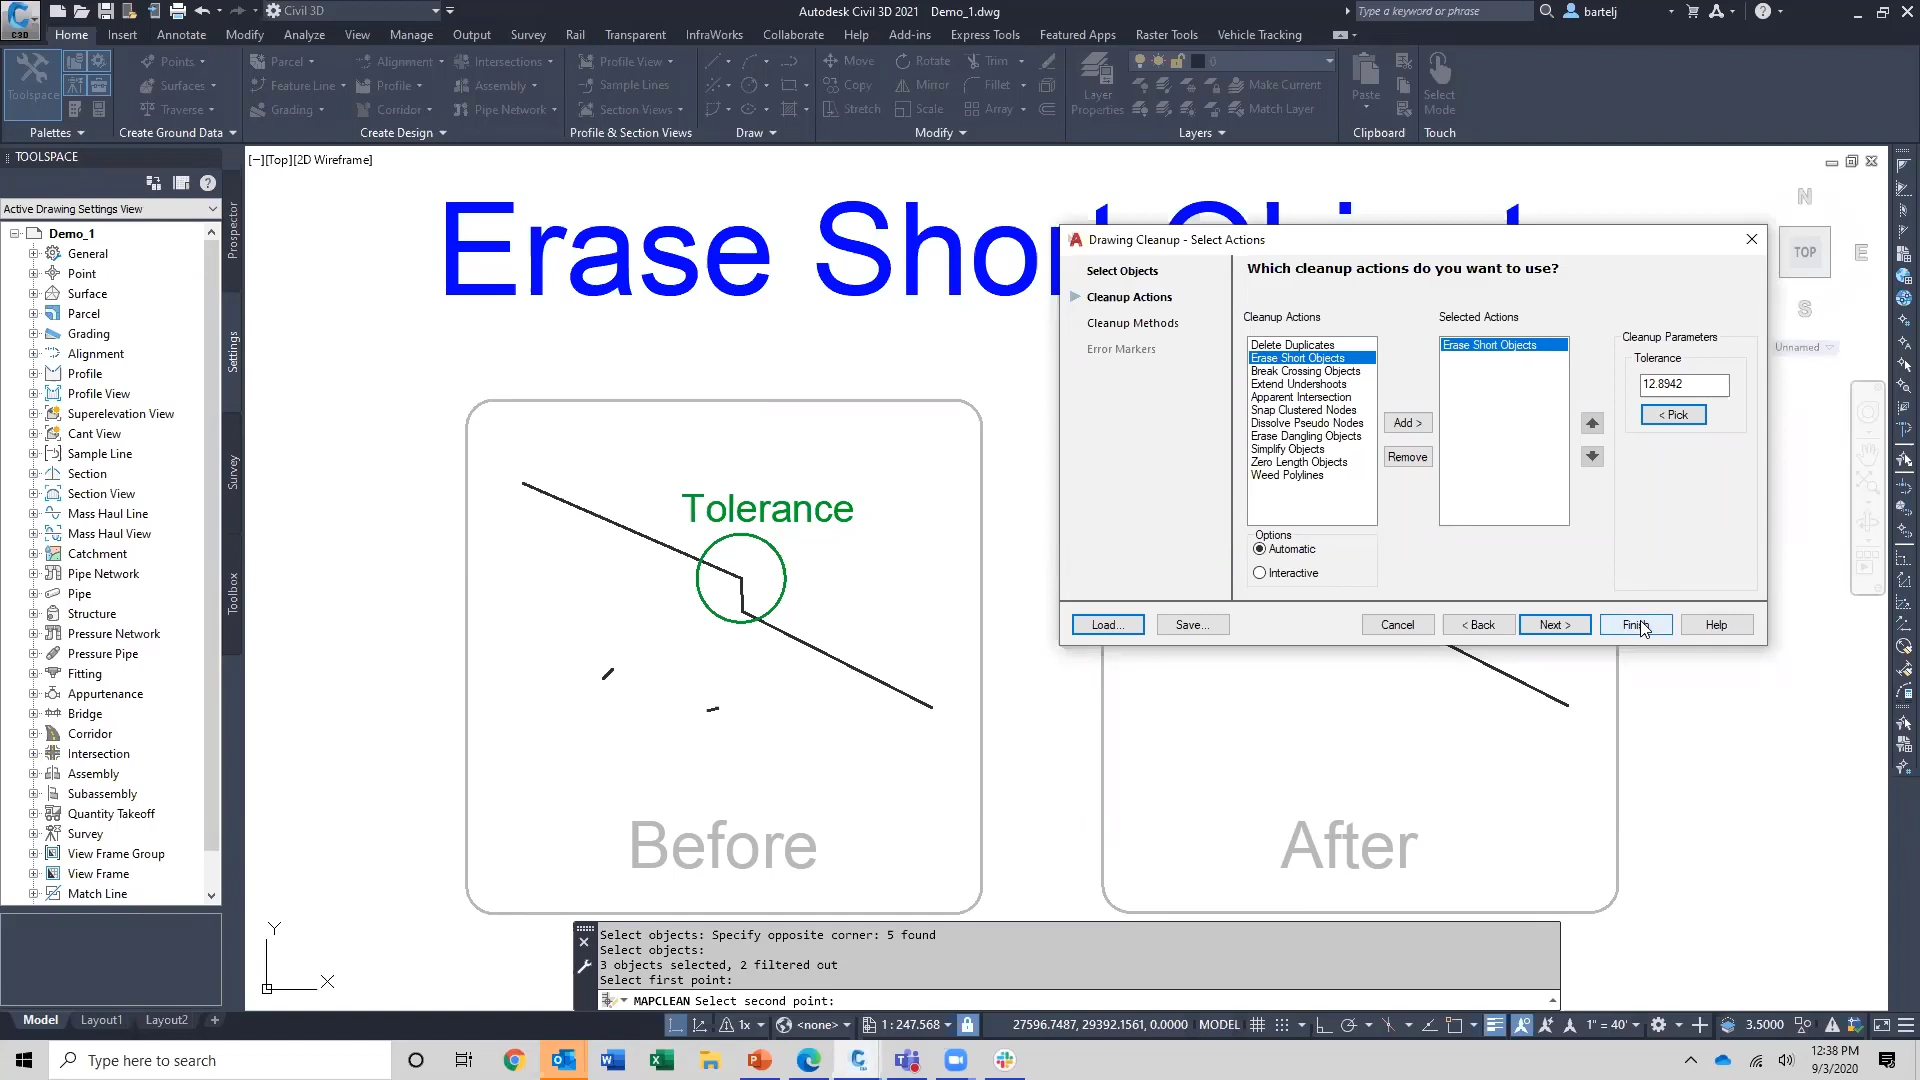 Civil 3D
Autodesk Civil 3D 2021 Demo_1.dwg
Type a keyword or phrase
bartelj
C3D
Home Insert Annotate Modify Analyze View Manage Output Survey Rail Transparent InfraWorks Collaborate Help Add-ins Express Tools Featured Apps Raster Tools Vehicle Tracking
Toolspace
Points
Surfaces
Traverse
Parcel
Feature Line
Grading
Alignment
Profile
Corridor
Intersections
Assembly
Pipe Network
Profile View
Sample Lines
Section Views
Move
Copy
Stretch
Rotate
Mirror
Scale
Trim
Fillet
Array
Layer
Properties
0
Make Current
Match Layer
Paste
Select
Mode
Palettes Create Ground Data Create Design Profile & Section Views Draw Modify Layers Clipboard Touch
TOOLSPACE
Active Drawing Settings View
Demo_1
General
Point
Surface
Parcel
Grading
Alignment
Profile
Profile View
Superelevation View
Cant View
Sample Line
Section
Section View
Mass Haul Line
Mass Haul View
Catchment
Pipe Network
Pipe
Structure
Pressure Network
Pressure Pipe
Fitting
Appurtenance
Bridge
Corridor
Intersection
Assembly
Subassembly
Quantity Takeoff
Survey
View Frame Group
View Frame
Match Line
Prospector
Settings
Survey
Toolbox
[−][Top][2D Wireframe]
Erase Short Object
Tolerance
Before
After
N
TOP
E
S
Unnamed
Drawing Cleanup - Select Actions
Select Objects
Cleanup Actions
Cleanup Methods
Error Markers
Which cleanup actions do you want to use?
Cleanup Actions
Delete Duplicates
Erase Short Objects
Break Crossing Objects
Extend Undershoots
Apparent Intersection
Snap Clustered Nodes
Dissolve Pseudo Nodes
Erase Dangling Objects
Simplify Objects
Zero Length Objects
Weed Polylines
Options
Automatic
Interactive
Add >
Remove
Selected Actions
Erase Short Objects
Cleanup Parameters
Tolerance
12.8942
< Pick
Load... Save... Cancel < Back Next > Finish Help
Y
X
Select objects: Specify opposite corner: 5 found
Select objects:
3 objects selected, 2 filtered out
Select first point:
MAPCLEAN Select second point:
Model Layout1 Layout2 +
1x <none> 1 : 247.568 27596.7487, 29392.1561, 0.0000 MODEL 1" = 40' 3.5000
Type here to search
12:38 PM
9/3/2020